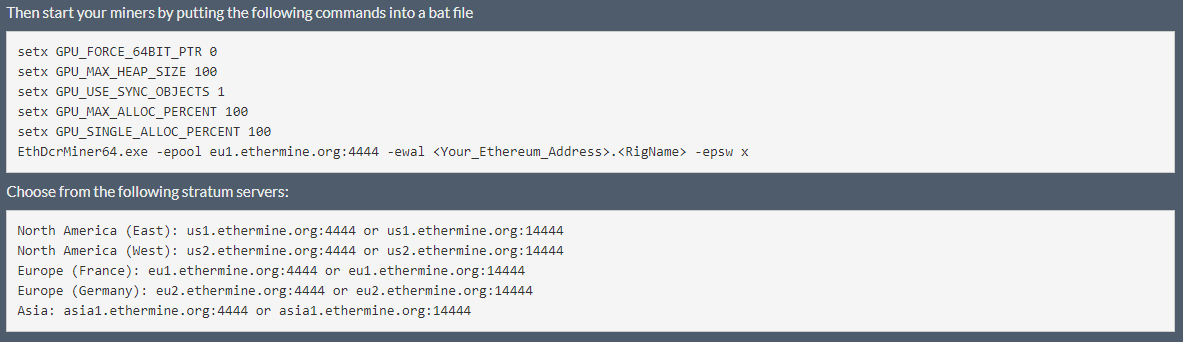 Then start your miners by putting the following commands into a bat file
setx GPU_FORCE_64BIT_PTR 0
setx GPU_MAX_HEAP_SIZE 100
setx GPU_USE_SYNC_OBJECTS 1
setx GPU_MAX_ALLOC_PERCENT 100
setx GPU_SINGLE_ALLOC_PERCENT 100
EthDcrMiner64.exe -epool eu1.ethermine.org:4444 -ewal <Your_Ethereum_Address>.<RigName> -epsw x
Choose from the following stratum servers:
North America (East): us1.ethermine.org:4444 or us1.ethermine.org:14444
North America (West): us2.ethermine.org:4444 or us2.ethermine.org:14444
Europe (France): eu1.ethermine.org:4444 or eu1.ethermine.org:14444
Europe (Germany): eu2.ethermine.org:4444 or eu2.ethermine.org:14444
Asia: asia1.ethermine.org:4444 or asia1.ethermine.org:14444